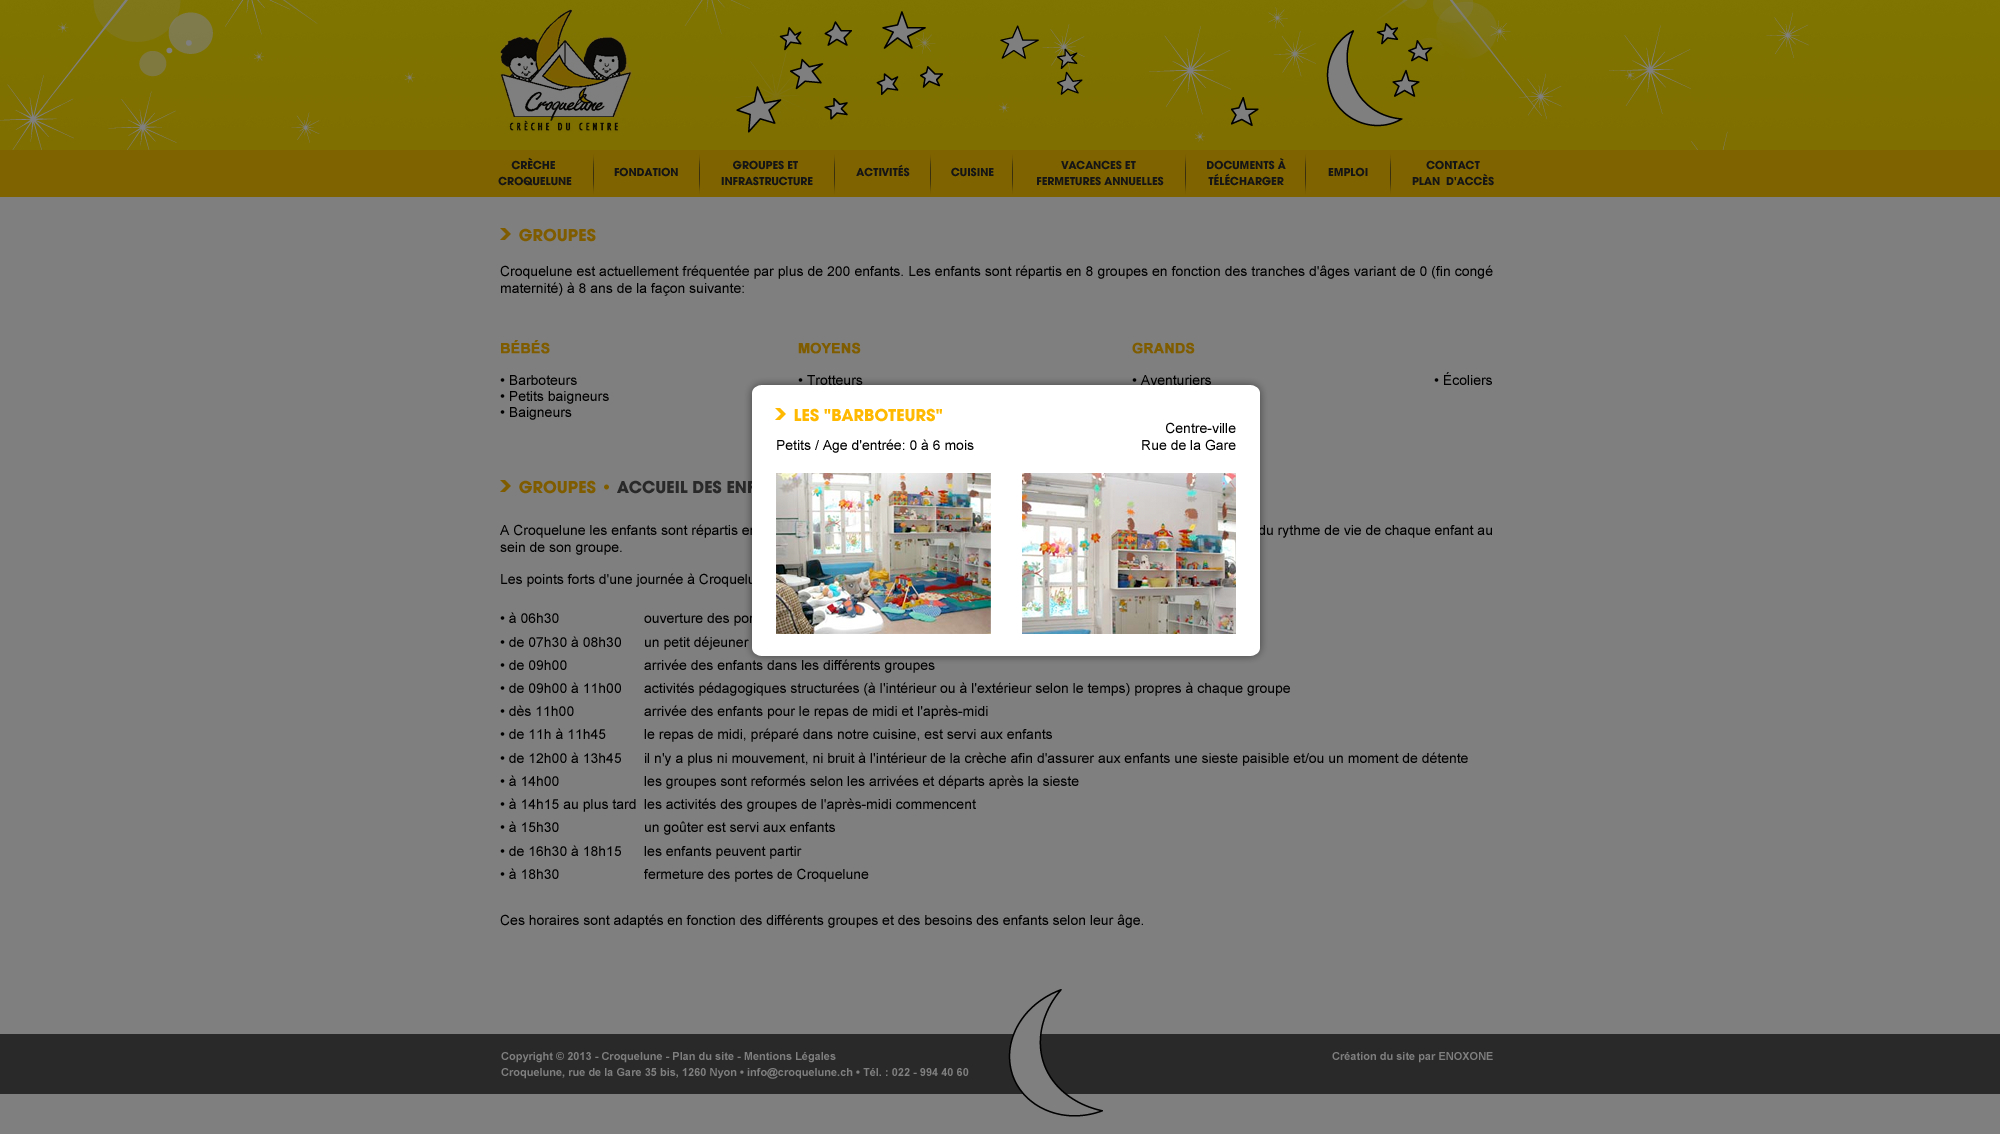 Croquelune
CRÈCHE DU CENTRE
CRÈCHE
CROQUELUNE
FONDATION
GROUPES ET
INFRASTRUCTURE
ACTIVITÉS
CUISINE
VACANCES ET
FERMETURES ANNUELLES
DOCUMENTS À
TÉLÉCHARGER
EMPLOI
CONTACT
PLAN D'ACCÈS
GROUPES
Croquelune est actuellement fréquentée par plus de 200 enfants. Les enfants sont répartis en 8 groupes en fonction des tranches d'âges variant de 0 (fin congé
maternité) à 8 ans de la façon suivante:
BÉBÉS
• Barboteurs
• Petits baigneurs
• Baigneurs
MOYENS
• Trotteurs
GRANDS
• Aventuriers
• Écoliers
LES "BARBOTEURS"
Petits / Age d'entrée: 0 à 6 mois
Centre-ville
Rue de la Gare
GROUPES • ACCUEIL DES
A Croquelune les enfants sont répartis
du rythme de vie de chaque enfant au
sein de son groupe.
Les points forts d'une journée à
• à 06h30 ouverture des
• de 07h30 à 08h30 un petit déjeuner
• de 09h00 arrivée des enfants dans les différents groupes
• de 09h00 à 11h00 activités pédagogiques structurées (à l'intérieur ou à l'extérieur selon le temps) propres à chaque groupe
• dès 11h00 arrivée des enfants pour le repas de midi et l'après-midi
• de 11h à 11h45 le repas de midi, préparé dans notre cuisine, est servi aux enfants
• de 12h00 à 13h45 il n'y a plus ni mouvement, ni bruit à l'intérieur de la crèche afin d'assurer aux enfants une sieste paisible et/ou un moment de détente
• à 14h00 les groupes sont reformés selon les arrivées et départs après la sieste
• à 14h15 au plus tard les activités des groupes de l'après-midi commencent
• à 15h30 un goûter est servi aux enfants
• de 16h30 à 18h15 les enfants peuvent partir
• à 18h30 fermeture des portes de Croquelune
Ces horaires sont adaptés en fonction des différents groupes et des besoins des enfants selon leur âge.
Copyright © 2013 - Croquelune - Plan du site - Mentions Légales
Croquelune, rue de la Gare 35 bis, 1260 Nyon • info@croquelune.ch • Tél. : 022 - 994 40 60
Création du site par ENOXONE